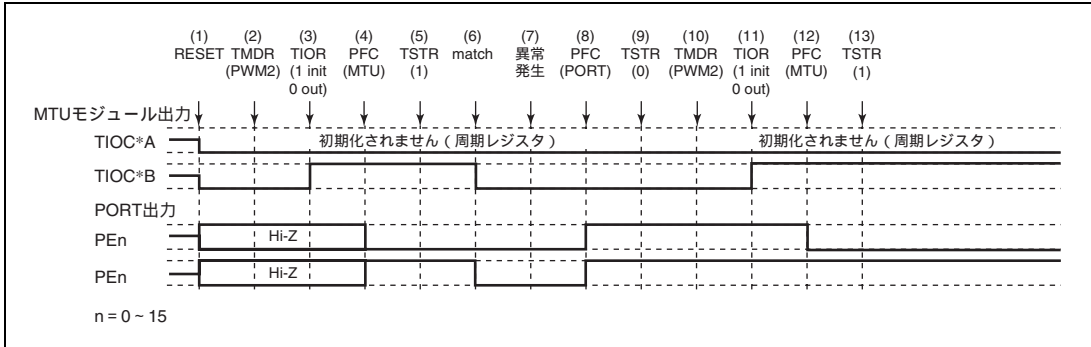 (1) (2) (3) (4) (5) (6) (7) (8) (9) (10) (11) (12) (13)
RESET TMDR TIOR PFC TSTR match 異常 PFC TSTR TMDR TIOR PFC TSTR
(PWM2) (1 init (MTU) (1) 発生 (PORT) (0) (PWM2) (1 init (MTU) (1)
0 out) 0 out)
MTUモジュール出力
TIOC*A 初期化されません(周期レジスタ) 初期化されません(周期レジスタ)
TIOC*B
PORT出力
PEn Hi-Z
PEn Hi-Z
n = 0 ~ 15